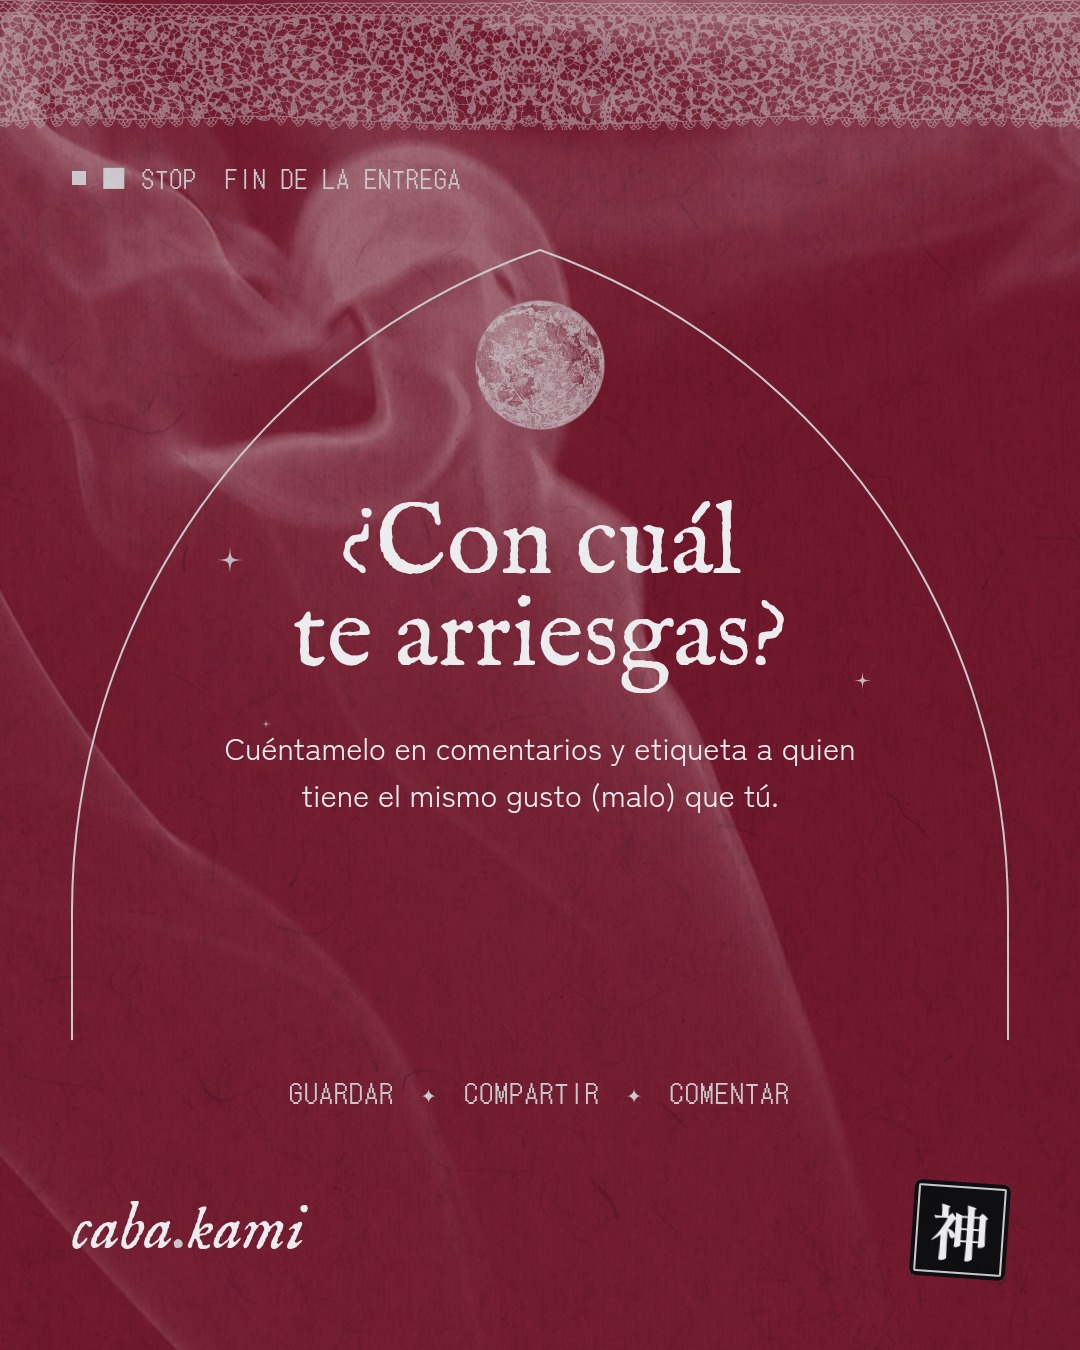 STOP FIN DE LA ENTREGA
¿Con cuál
te arriesgas?
Cuéntamelo en comentarios y etiqueta a quien
tiene el mismo gusto (malo) que tú.
GUARDAR ✦ COMPARTIR ✦ COMENTAR
caba.kami
神